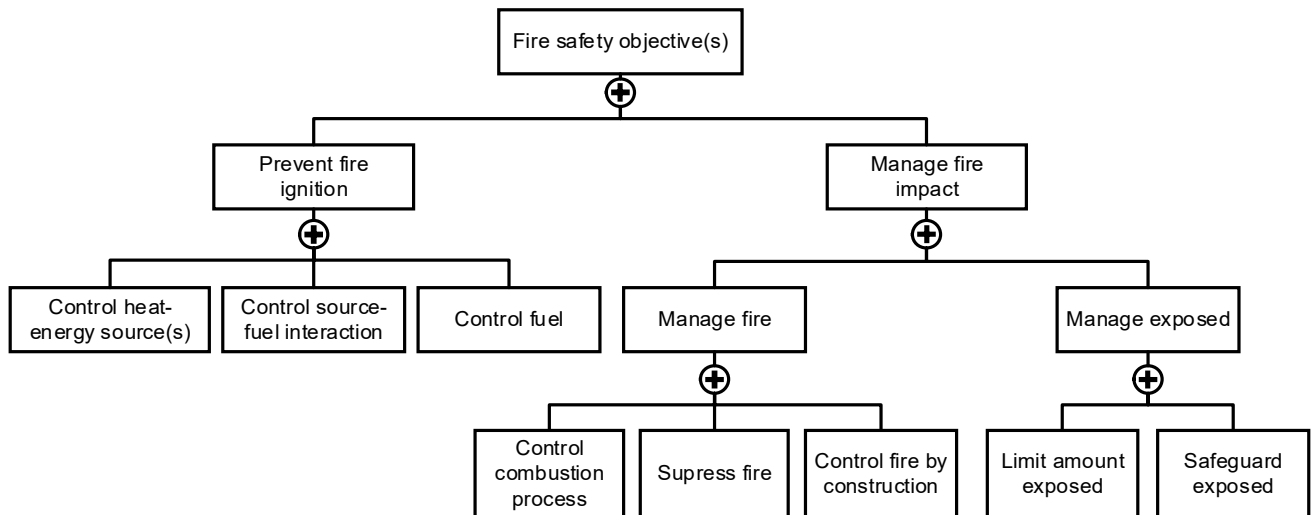 Fire safety objective(s)
Prevent fire
ignition
Manage fire
impact
Control heat-
energy source(s)
Control source-
fuel interaction
Control fuel
Manage fire
Manage exposed
Control
combustion
process
Supress fire
Control fire by
construction
Limit amount
exposed
Safeguard
exposed